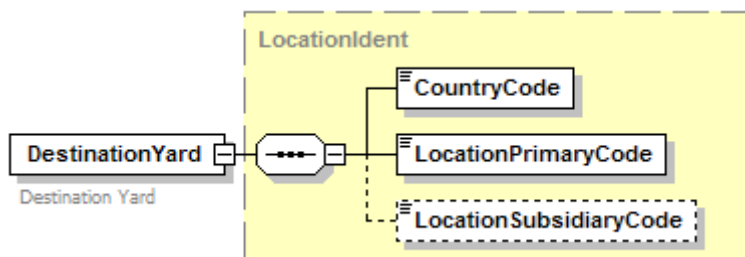 LocationIdent
CountryCode
DestinationYard
LocationPrimaryCode
Destination Yard
LocationSubsidiaryCode